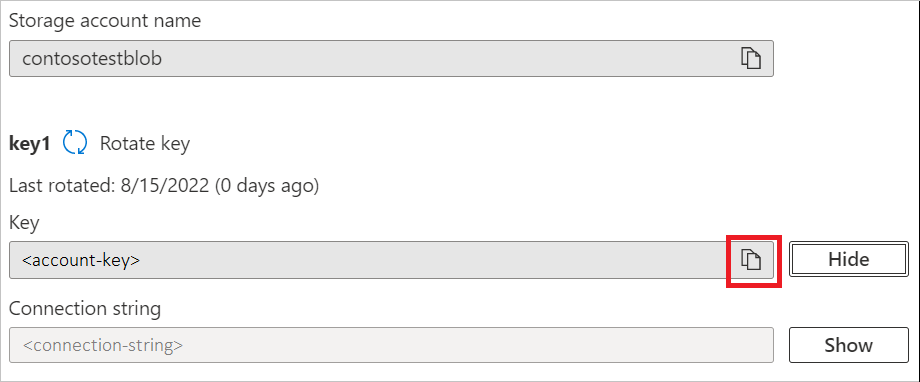 Storage account name
contosotestblob
key1 Rotate key
Last rotated: 8/15/2022 (0 days ago)
Key
<account-key>
Hide
Connection string
<connection-string>
Show